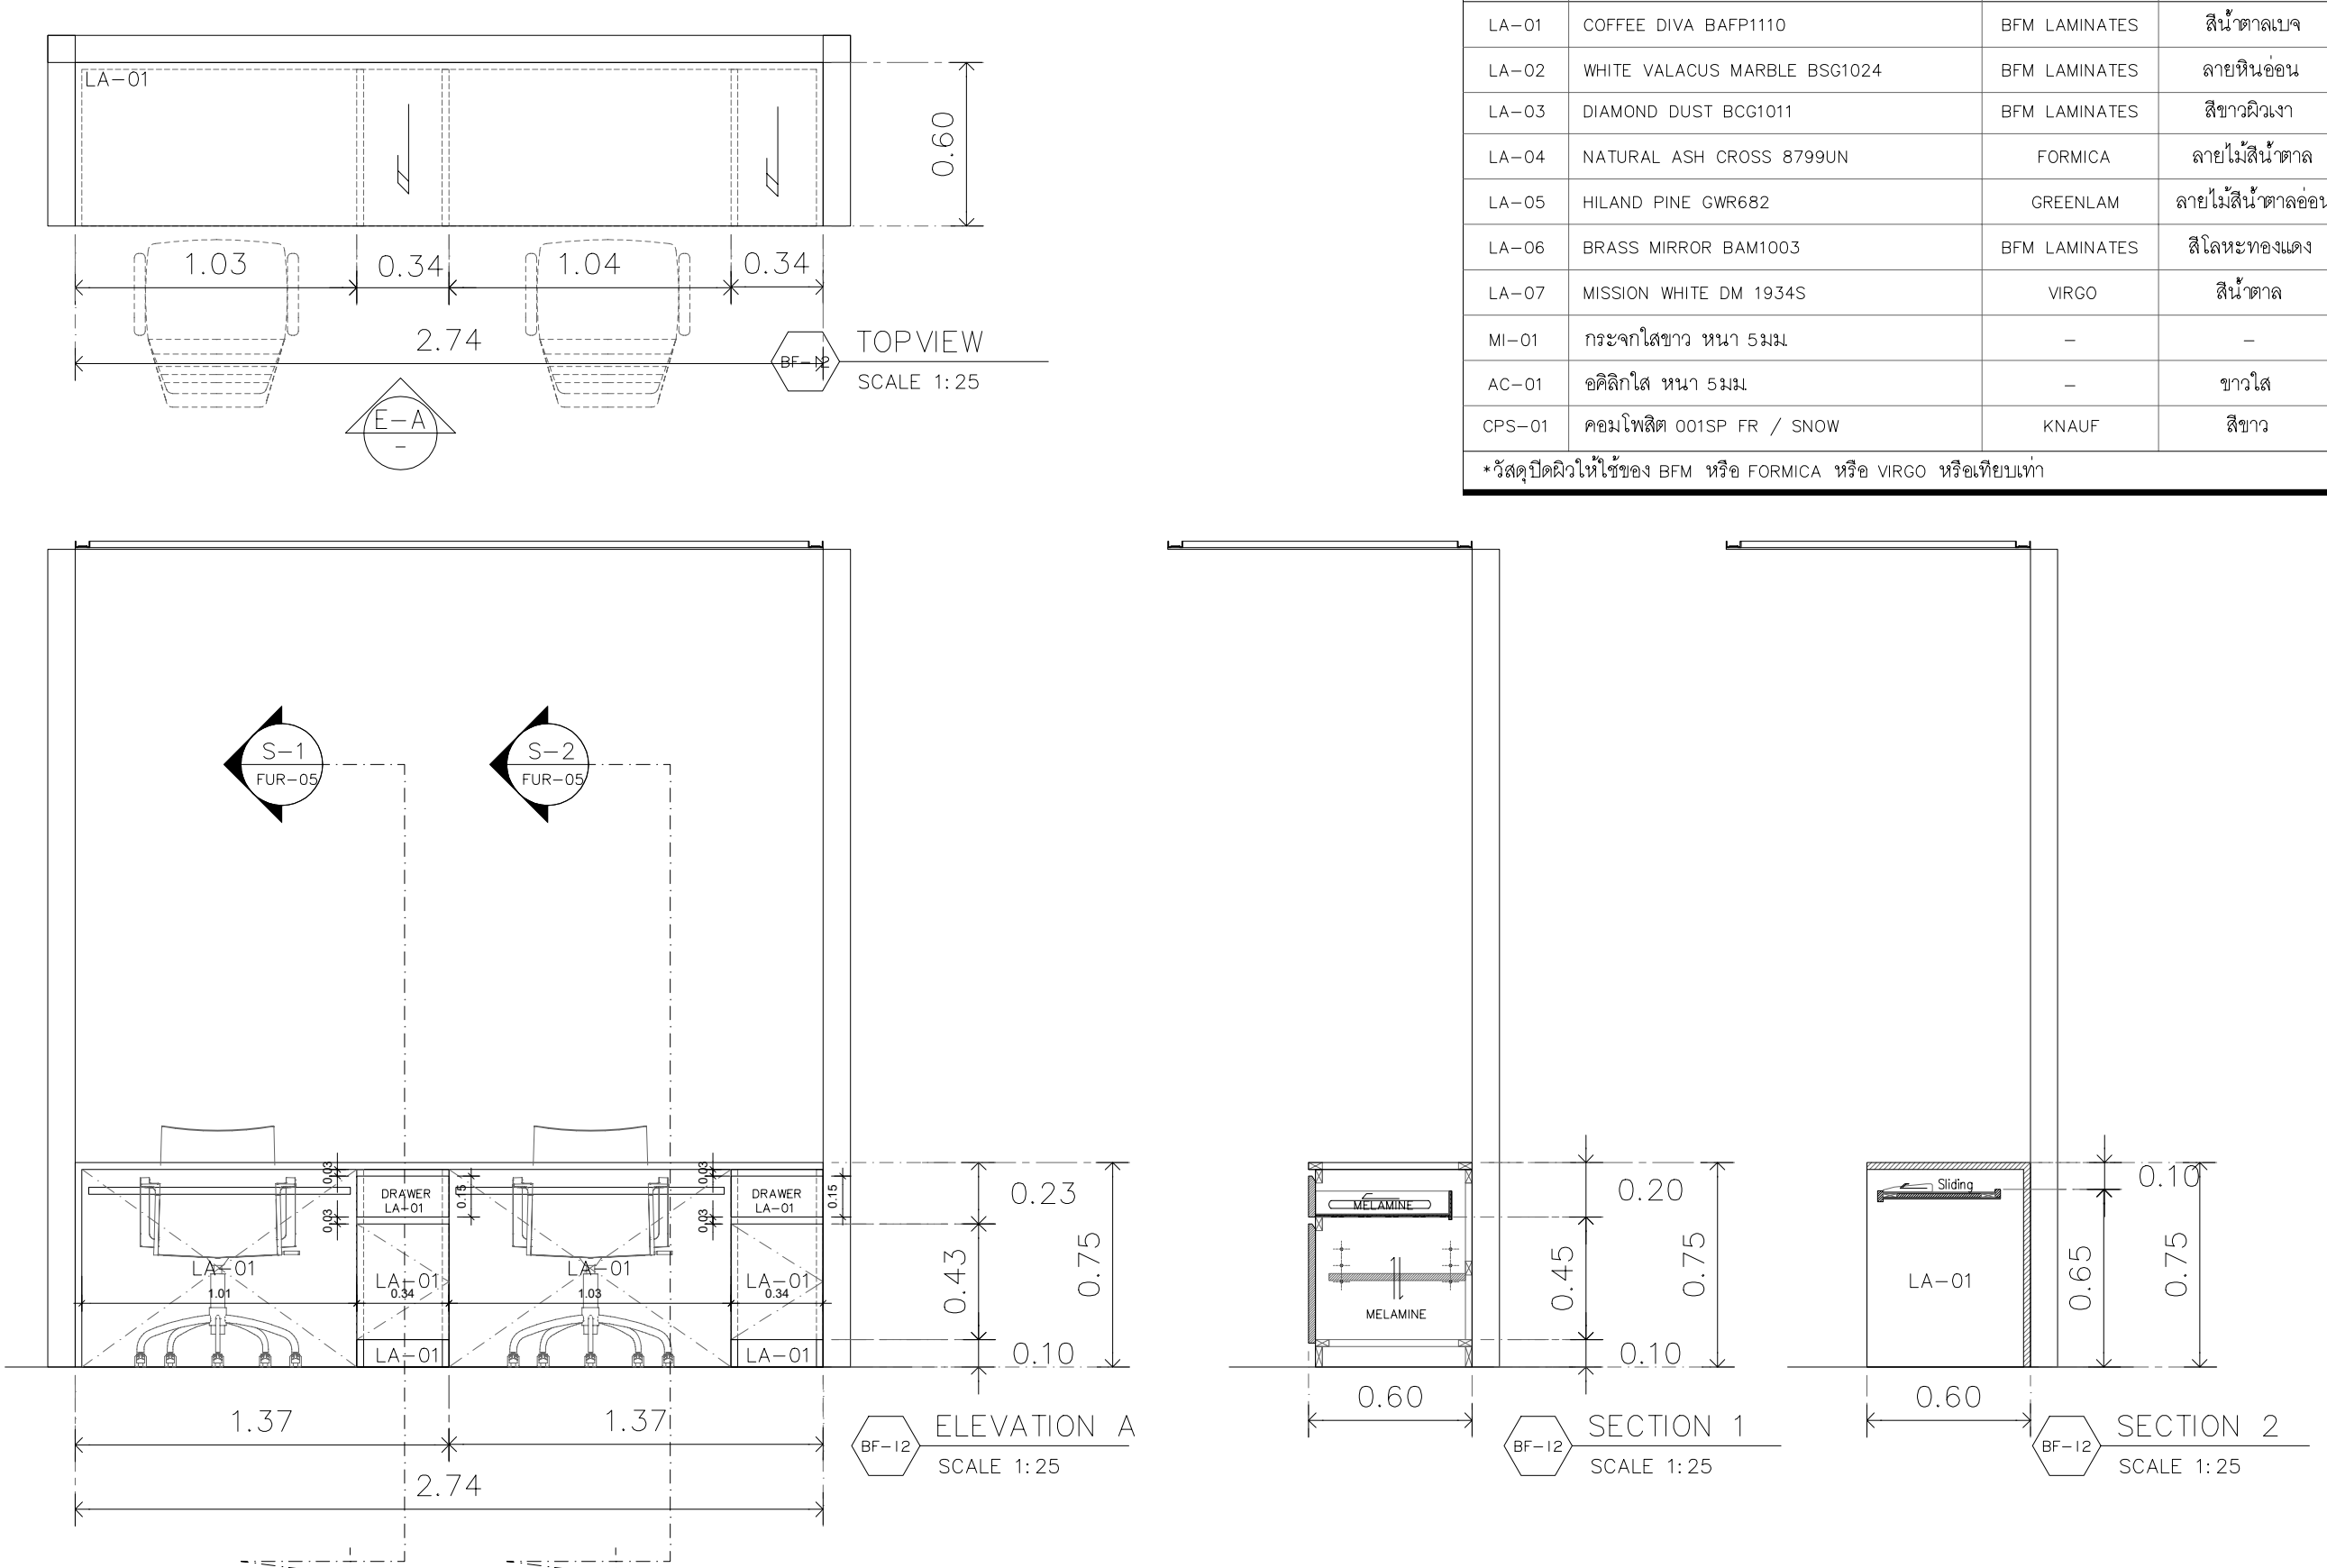 LA-01 COFFEE DIVA BAFP1110 BFM LAMINATES สีน้ำตาลเบจ
LA-02 WHITE VALACUS MARBLE BSG1024 BFM LAMINATES ลายหินอ่อน
LA-03 DIAMOND DUST BCG1011 BFM LAMINATES สีขาวผิวเงา
LA-04 NATURAL ASH CROSS 8799UN FORMICA ลายไม้สีน้ำตาล
LA-05 HILAND PINE GWR682 GREENLAM ลายไม้สีน้ำตาลอ่อน
LA-06 BRASS MIRROR BAM1003 BFM LAMINATES สีโลหะทองแดง
LA-07 MISSION WHITE DM 1934S VIRGO สีน้ำตาล
MI-01 กระจกใสขาว หนา 5มม. - -
AC-01 อคิลิกใส หนา 5มม. - ขาวใส
CPS-01 คอมโพสิต 001SP FR / SNOW KNAUF สีขาว
*วัสดุปิดผิวให้ใช้ของ BFM หรือ FORMICA หรือ VIRGO หรือเทียบเท่า
LA-01
0.60
1.03 0.34 1.04 0.34
2.74
BF-12 TOPVIEW
SCALE 1:25
E-A
-
S-1
FUR-05
S-2
FUR-05
0.03 0.03
DRAWER
LA-01
0.15
DRAWER
LA-01
0.15
0.03 0.03
LA-01 LA-01 LA-01 LA-01
1.01 0.34 1.03 0.34
LA-01 LA-01
0.23
0.43
0.75
0.10
1.37 1.37
2.74
BF-12 ELEVATION A
SCALE 1:25
MELAMINE
MELAMINE
0.20
0.45
0.75
0.10
0.60
BF-12 SECTION 1
SCALE 1:25
Sliding
LA-01
0.10
0.65
0.75
0.60
BF-12 SECTION 2
SCALE 1:25